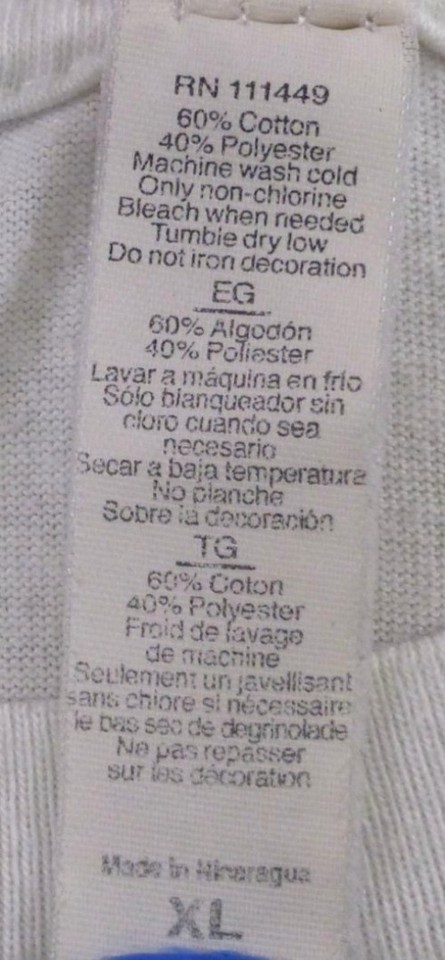 RN 111449
60% Cotton
40% Polyester
Machine wash cold
Only non-chlorine
Bleach when needed
Tumble dry low
Do not iron decoration
EG
60% Algodón
40% Poliester
Lavar a máquina en frío
Sólo blanqueador sin
cloro cuando sea
necesario
Secar a baja temperatura
No planche
Sobre la decoración
TG
60% Coton
40% Polyester
Froid de lavage
de machine
Seulement un javellisant
sans chlore si nécessaire
le bas sec de degrinolade
Ne pas repasser
sur les décoration
Made in Nicaragua
XL